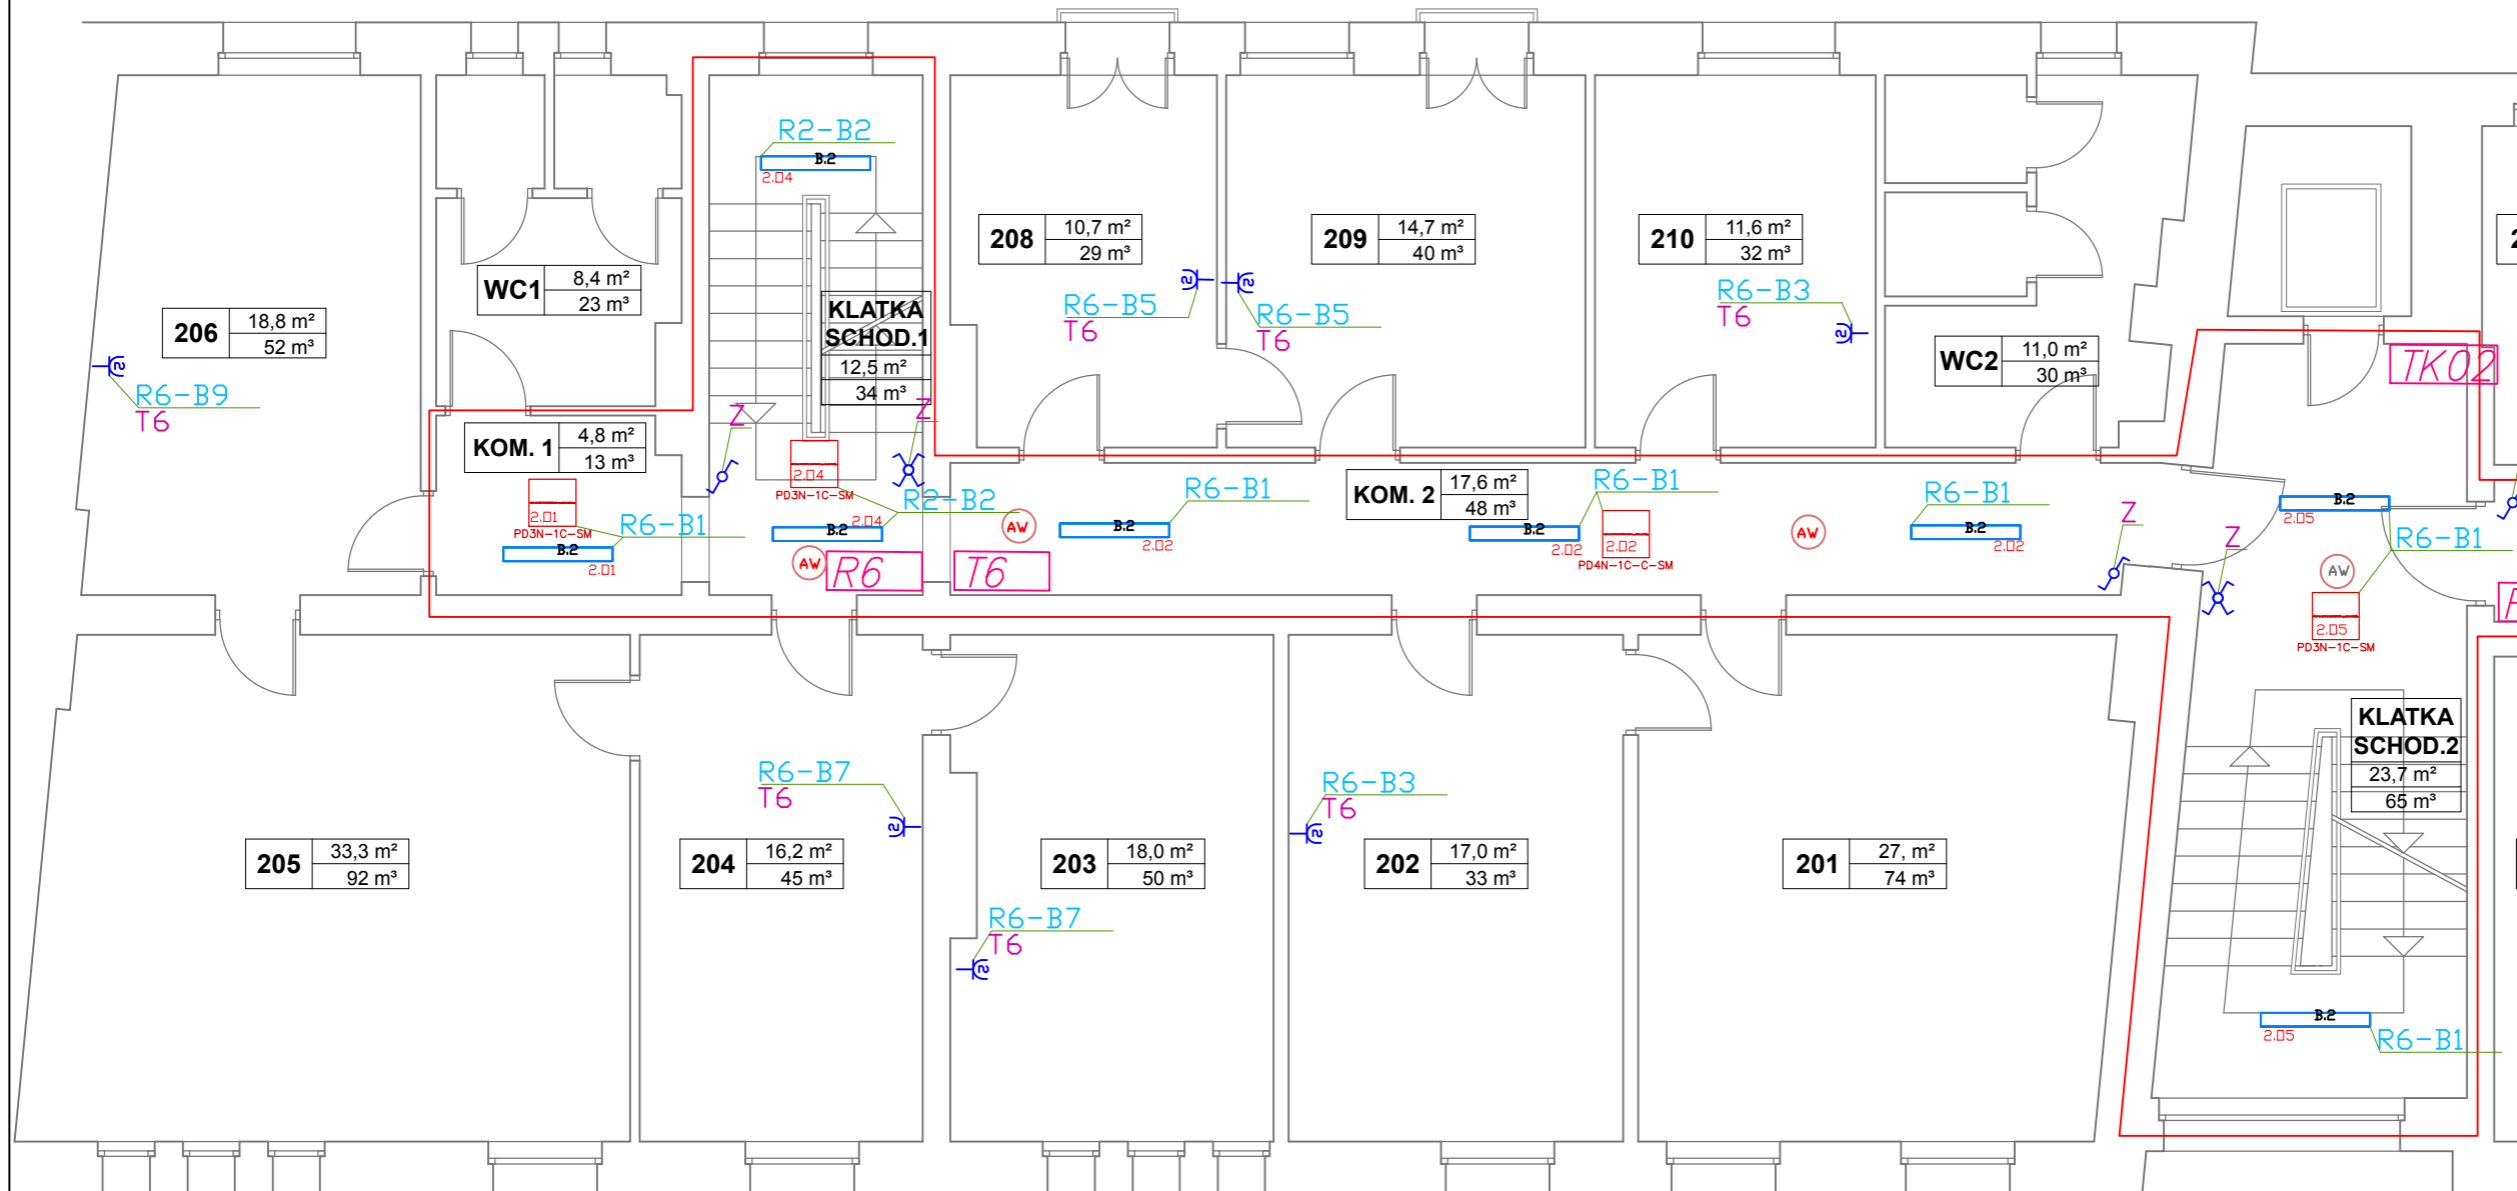 R2-B2
B.2
2.04
208
10,7 m²
29 m³
209
14,7 m²
40 m³
210
11,6 m²
32 m³
WC1
8,4 m²
23 m³
206
18,8 m²
52 m³
R6-B9
T6
KLATKA
SCHOD.1
12,5 m²
34 m³
R6-B5
T6
R6-B5
T6
R6-B3
T6
WC2
11,0 m²
30 m³
TK02
Z
Z
KOM. 1
4,8 m²
13 m³
2.01
PD3N-1C-SM
R6-B1
B.2
2.01
2.04
PD3N-1C-SM
R2-B2
2.04
B.2
AW
R6
AW
T6
R6-B1
B.2
2.02
KOM. 2
17,6 m²
48 m³
R6-B1
B.2
2.02
2.02
PD4N-1C-C-SM
AW
R6-B1
B.2
2.02
Z
Z
B.2
2.05
R6-B1
AW
2.05
PD3N-1C-SM
KLATKA
SCHOD.2
23,7 m²
65 m³
R6-B7
T6
R6-B3
T6
205
33,3 m²
92 m³
204
16,2 m²
45 m³
203
18,0 m²
50 m³
202
17,0 m²
33 m³
201
27, m²
74 m³
R6-B7
T6
B.2
2.05
R6-B1